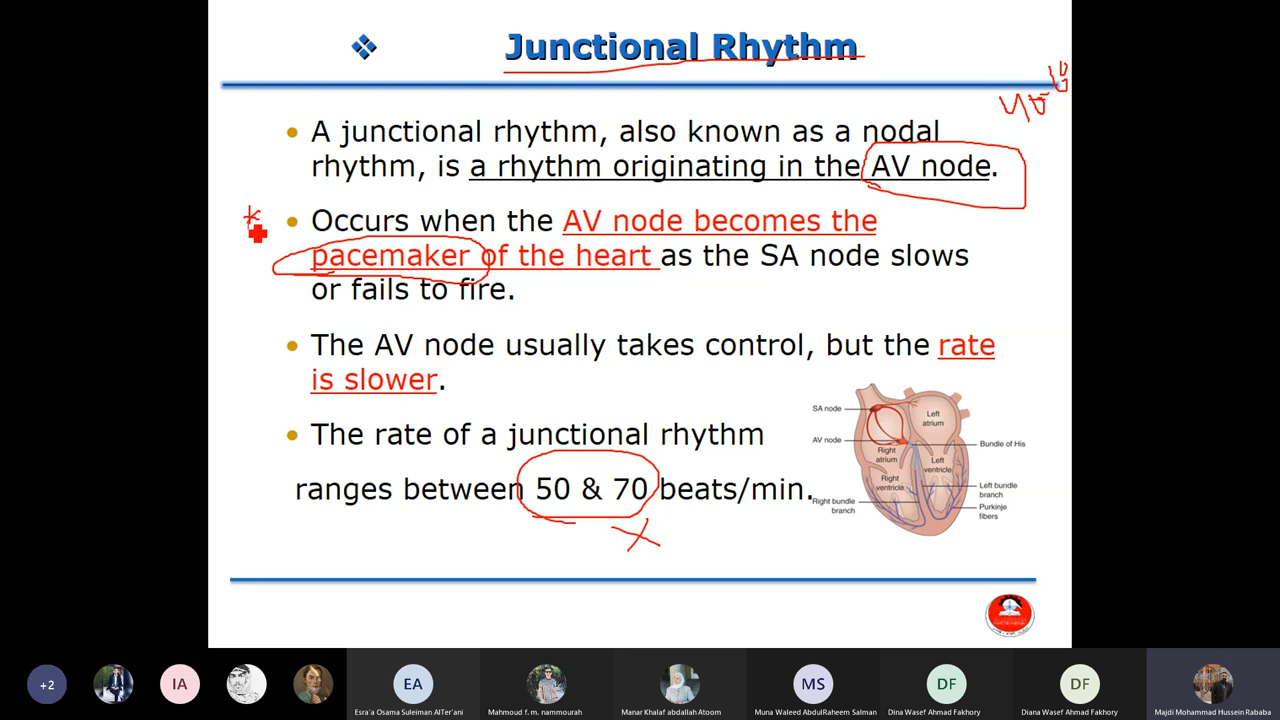 ❖ Junctional Rhythm
• A junctional rhythm, also known as a nodal
rhythm, is a rhythm originating in the AV node.
• Occurs when the AV node becomes the
pacemaker of the heart as the SA node slows
or fails to fire.
• The AV node usually takes control, but the rate
is slower.
• The rate of a junctional rhythm
ranges between 50 & 70 beats/min.
SA node
AV node
Left
atrium
Right
atrium
Bundle of His
Left
ventricle
Right
ventricle
Left bundle
branch
Right bundle
branch
Purkinje
fibers
+2
IA
EA
MS
DF
DF
Esra'a Osama Suleiman AlTer'ani
Mahmoud f. m. nammourah
Manar Khalaf abdallah Atoom
Muna Waleed AbdulRaheem Salman
Dina Wasef Ahmad Fakhory
Diana Wasef Ahmad Fakhory
Majdi Mohammad Hussein Rababa